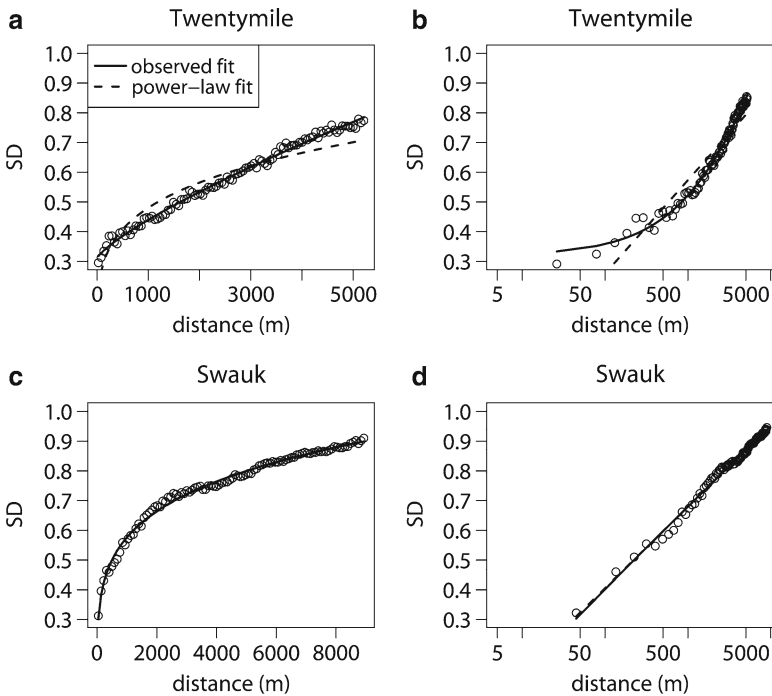 a Twentymile
1.0
0.9
0.8
0.7
0.6
0.5
0.4
0.3
SD
observed fit
power-law fit
0 1000 3000 5000
distance (m)
b Twentymile
1.0
0.9
0.8
0.7
0.6
0.5
0.4
0.3
SD
5 50 500 5000
distance (m)
c Swauk
1.0
0.9
0.8
0.7
0.6
0.5
0.4
0.3
SD
0 2000 4000 6000 8000
distance (m)
d Swauk
1.0
0.9
0.8
0.7
0.6
0.5
0.4
0.3
SD
5 50 500 5000
distance (m)